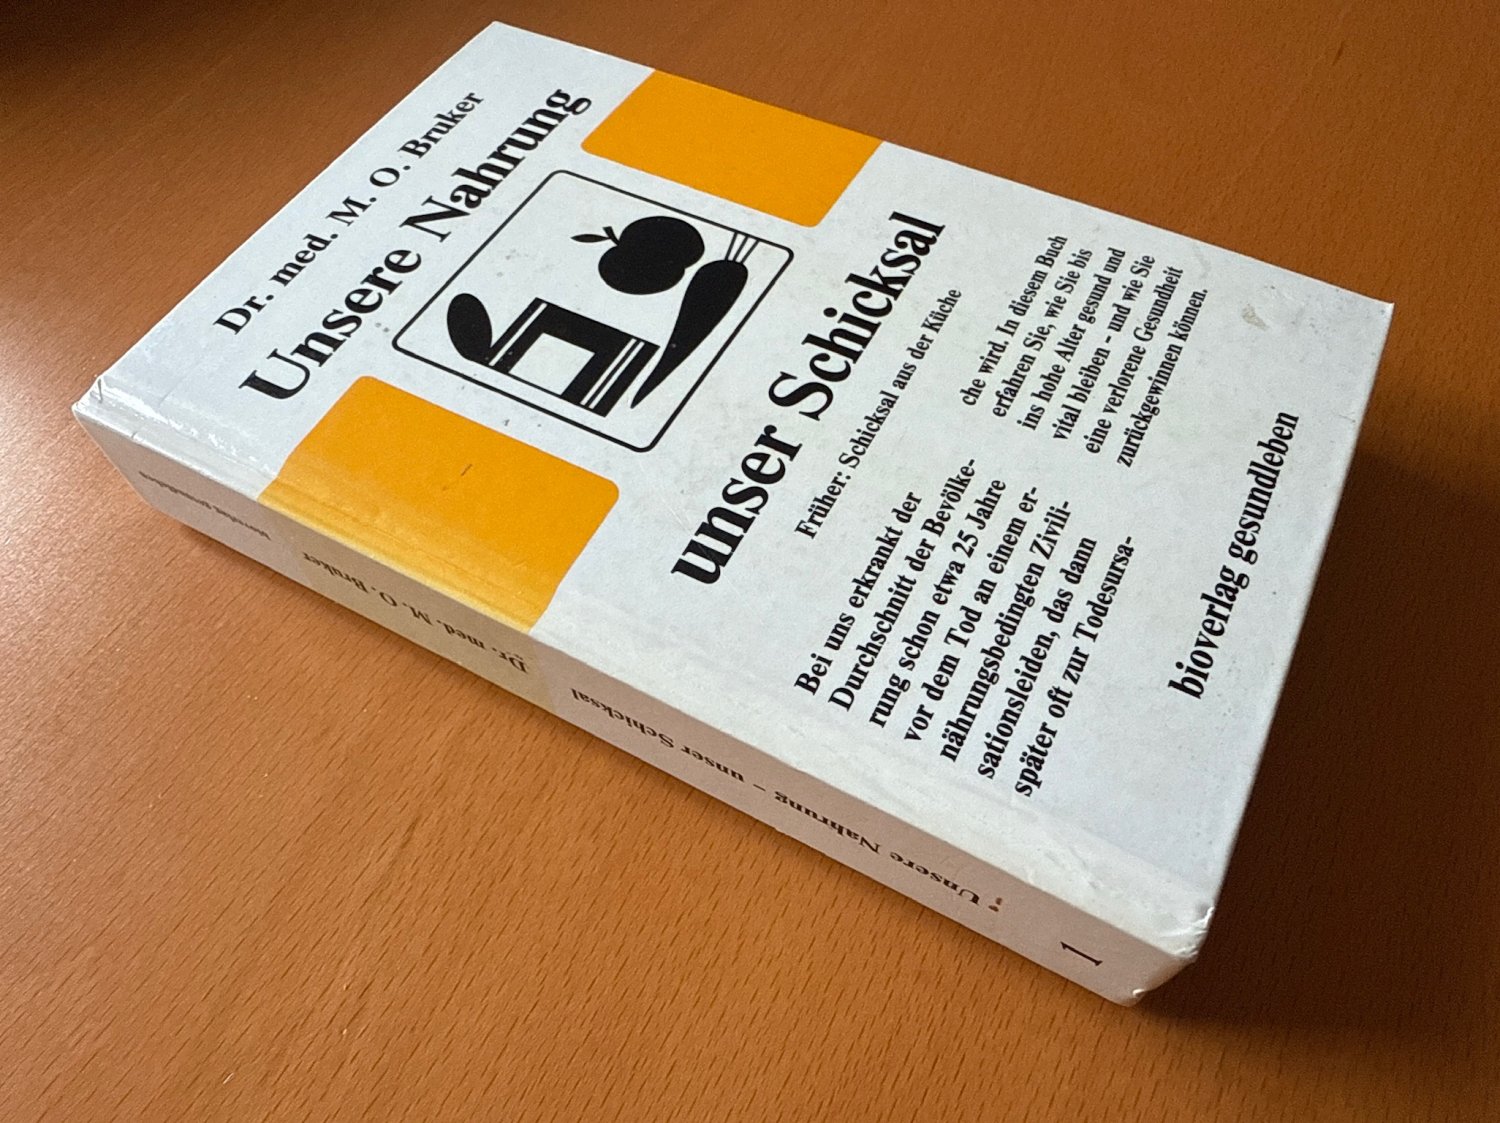 Dr. med. M. O. Bruker
Unsere Nahrung
unser Schicksal
Früher: Schicksal aus der Küche
Bei uns erkrankt der
Durchschnitt der Bevölke-
rung schon etwa 25 Jahre
vor dem Tod an einem er-
nährungsbedingten Zivili-
sationsleiden, das dann
später oft zur Todesursa-
che wird. In diesem Buch
erfahren Sie, wie Sie bis
ins hohe Alter gesund und
vital bleiben – und wie Sie
eine verlorene Gesundheit
zurückgewinnen können.
bioverlag gesundleben
1
Unsere Nahrung – unser Schicksal
Dr. med. M. O. Bruker